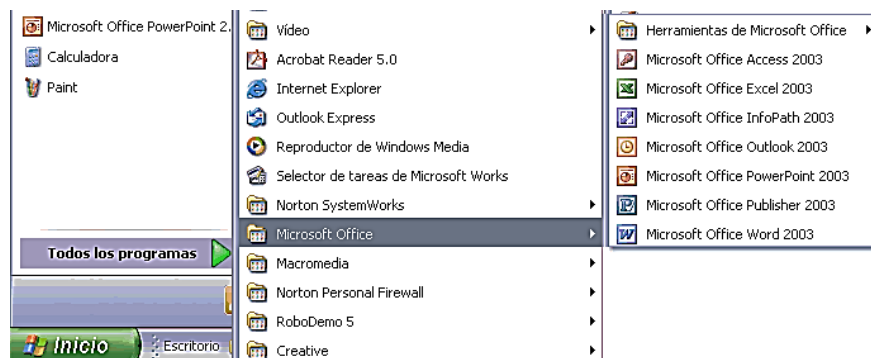 Microsoft Office PowerPoint 2.
Calculadora
Paint
Todos los programas
Inicio
Escritorio
Vídeo
Acrobat Reader 5.0
Internet Explorer
Outlook Express
Reproductor de Windows Media
Selector de tareas de Microsoft Works
Norton SystemWorks
Microsoft Office
Macromedia
Norton Personal Firewall
RoboDemo 5
Creative
Herramientas de Microsoft Office
Microsoft Office Access 2003
Microsoft Office Excel 2003
Microsoft Office InfoPath 2003
Microsoft Office Outlook 2003
Microsoft Office PowerPoint 2003
Microsoft Office Publisher 2003
Microsoft Office Word 2003